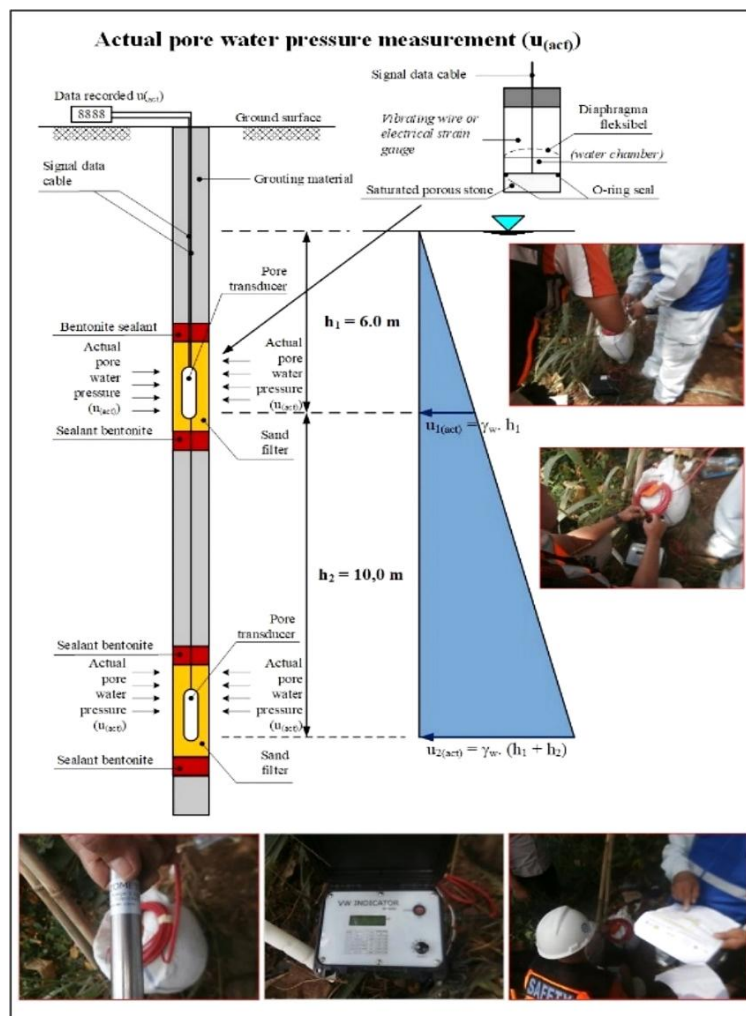 Actual pore water pressure measurement (u(act))
Signal data cable
Data recorded u(act)
8888
Ground surface
Vibrating wire or
electrical strain
gauge
Diaphragma
fleksibel
(water chamber)
Signal data
cable
Grouting material
Saturated porous stone
O-ring seal
Pore
transducer
h1 = 6.0 m
Bentonite sealant
Actual
pore
water
pressure
(u(act))
Actual
pore
water
pressure
(u(act))
u1(act) = γw. h1
Sealant bentonite
Sand
filter
h2 = 10,0 m
Pore
transducer
Sealant bentonite
Actual
pore
water
pressure
(u(act))
Actual
pore
water
pressure
(u(act))
u2(act) = γw. (h1 + h2)
Sealant bentonite
Sand
filter
VW INDICATOR
SAFETY